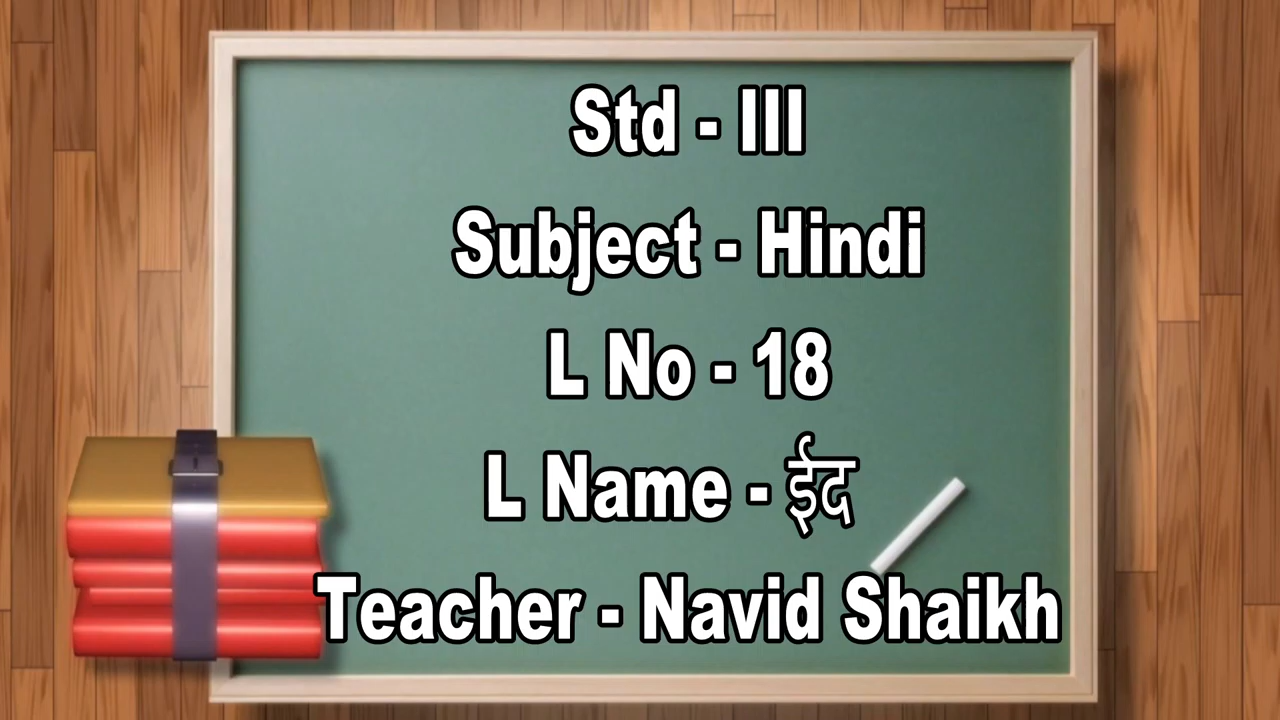 Std - III
Subject - Hindi
L No - 18
L Name - ईद
Teacher - Navid Shaikh